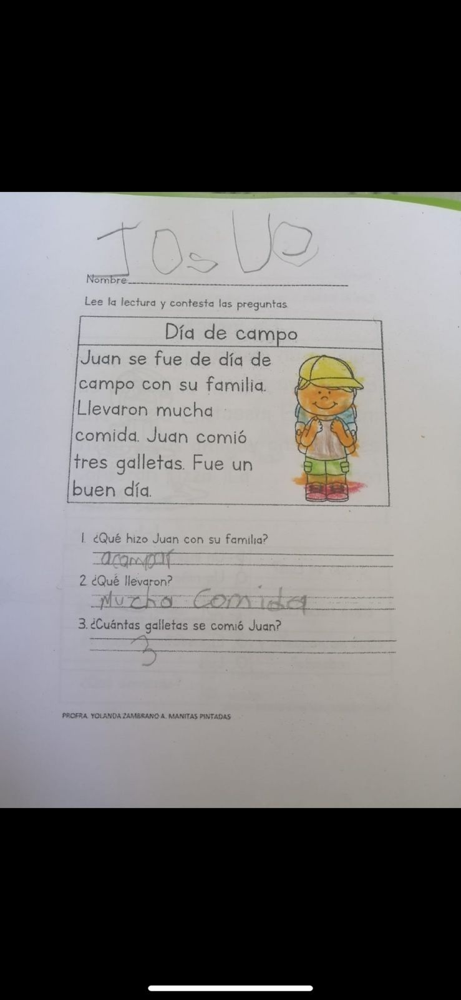 JOsUe
Nombre
Lee la lectura y contesta las preguntas.
Día de campo
Juan se fue de día de
campo con su familia.
Llevaron mucha
comida. Juan comió
tres galletas. Fue un
buen día.
1. ¿Qué hizo Juan con su familia?
acampar
2. ¿Qué llevaron?
Mucha comida
3. ¿Cuántas galletas se comió Juan?
3
PROFRA. YOLANDA ZAMBRANO A. MANITAS PINTADAS